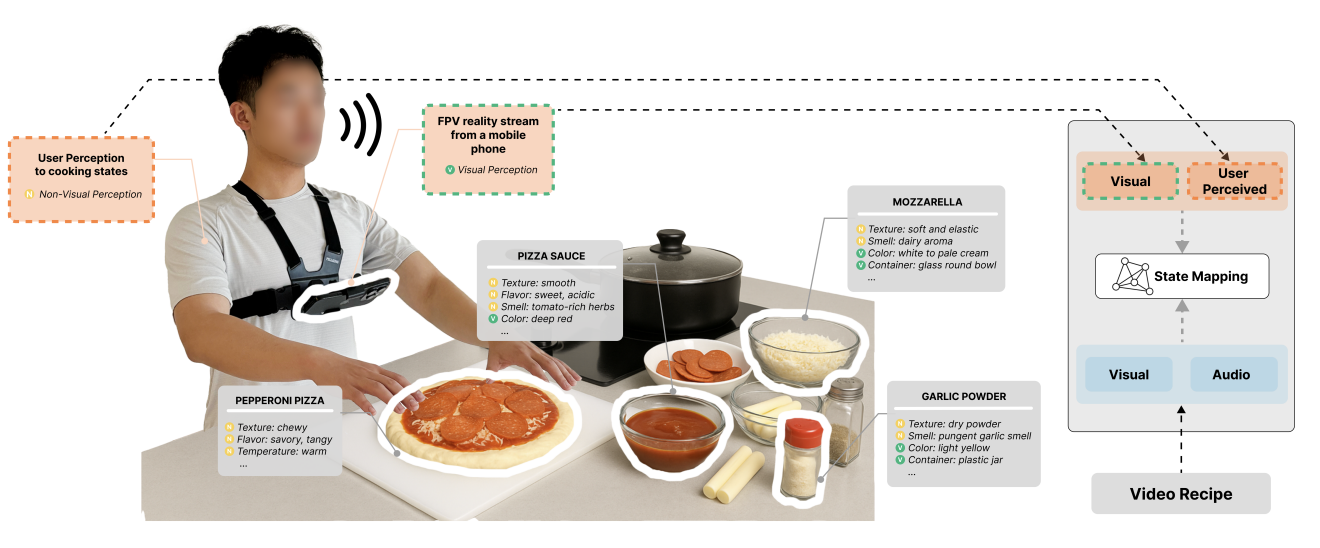 User Perception
to cooking states
N Non-Visual Perception
FPV reality stream
from a mobile
phone
V Visual Perception
PIZZA SAUCE
N Texture: smooth
N Flavor: sweet, acidic
N Smell: tomato-rich herbs
V Color: deep red
...
MOZZARELLA
N Texture: soft and elastic
N Smell: dairy aroma
V Color: white to pale cream
V Container: glass round bowl
...
PEPPERONI PIZZA
N Texture: chewy
N Flavor: savory, tangy
N Temperature: warm
...
GARLIC POWDER
N Texture: dry powder
N Smell: pungent garlic smell
V Color: light yellow
V Container: plastic jar
...
Visual
User
Perceived
State Mapping
Visual
Audio
Video Recipe